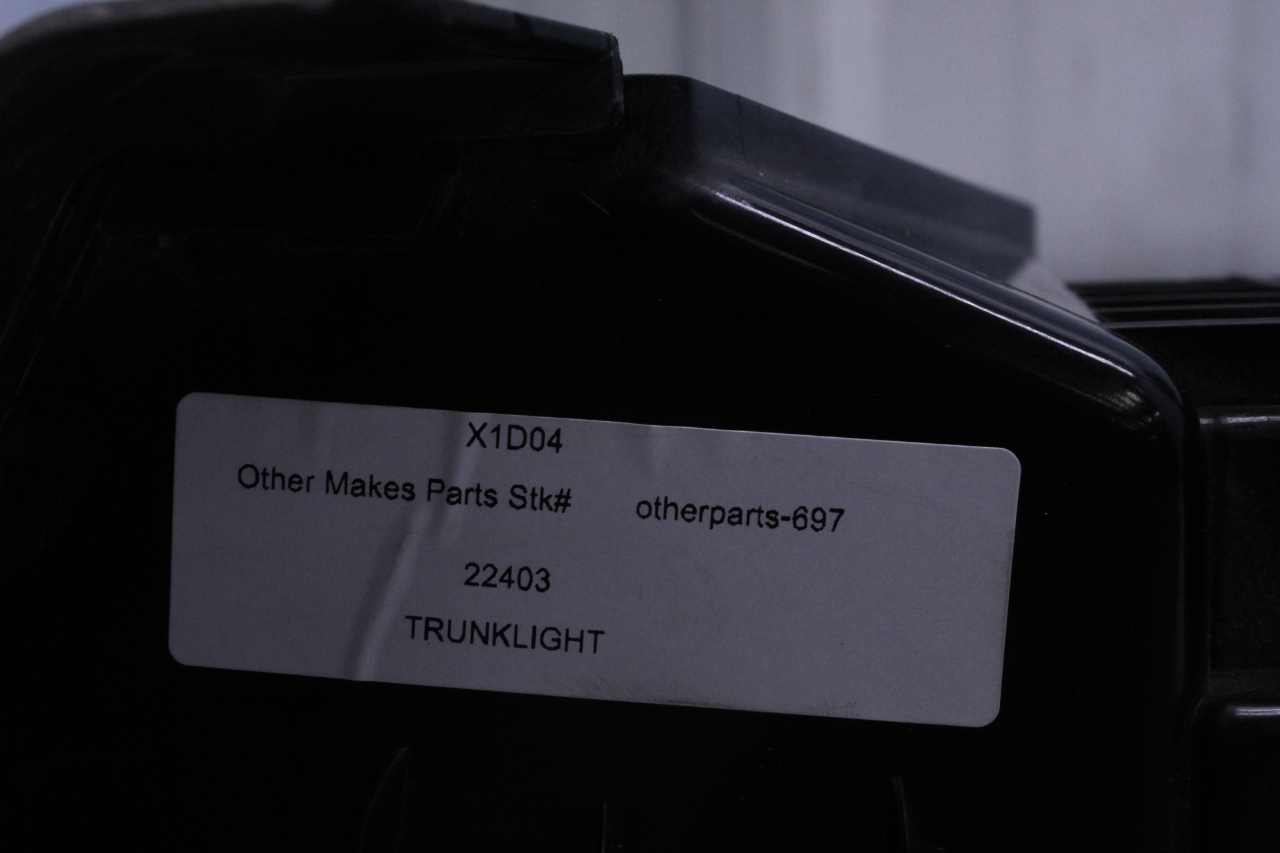 X1D04
Other Makes Parts Stk# otherparts-697
22403
TRUNKLIGHT